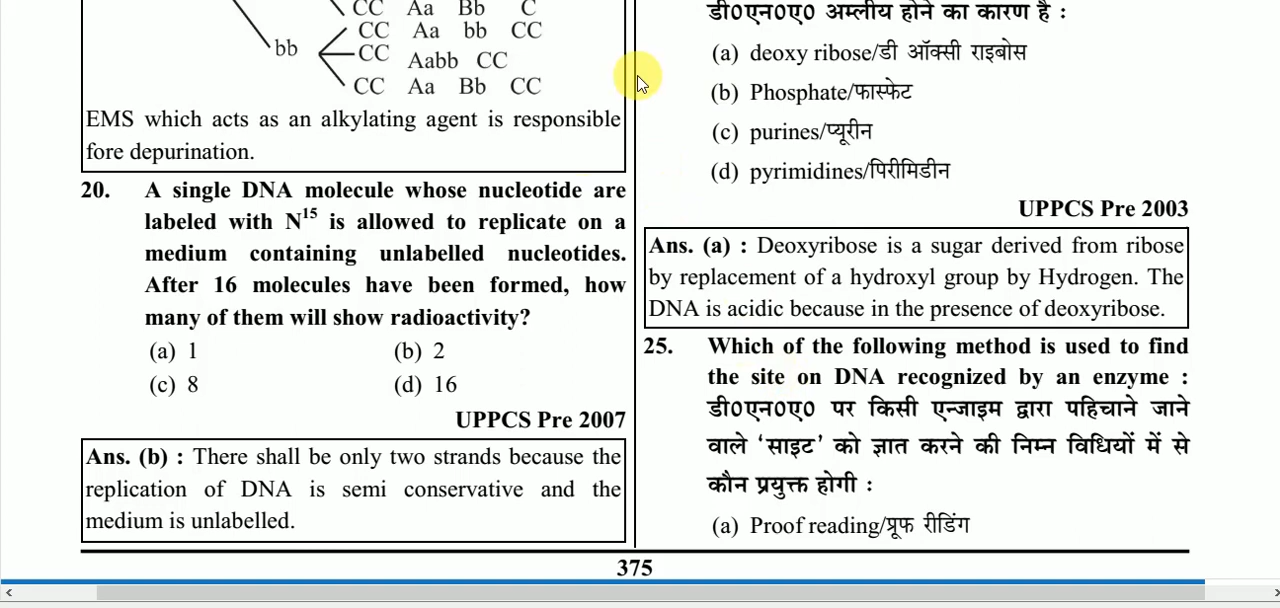 CC Aa Bb C
CC Aa bb CC
bb
CC Aabb CC
CC Aa Bb CC
EMS which acts as an alkylating agent is responsible
fore depurination.
20. A single DNA molecule whose nucleotide are
labeled with N¹⁵ is allowed to replicate on a
medium containing unlabelled nucleotides.
After 16 molecules have been formed, how
many of them will show radioactivity?
(a) 1 (b) 2
(c) 8 (d) 16
UPPCS Pre 2007
Ans. (b) : There shall be only two strands because the
replication of DNA is semi conservative and the
medium is unlabelled.
डी0एन0ए0 अम्लीय होने का कारण है :
(a) deoxy ribose/डी ऑक्सी राइबोस
(b) Phosphate/फास्फेट
(c) purines/प्यूरीन
(d) pyrimidines/पिरीमिडीन
UPPCS Pre 2003
Ans. (a) : Deoxyribose is a sugar derived from ribose
by replacement of a hydroxyl group by Hydrogen. The
DNA is acidic because in the presence of deoxyribose.
25. Which of the following method is used to find
the site on DNA recognized by an enzyme :
डी0एन0ए0 पर किसी एन्जाइम द्वारा पहिचाने जाने
वाले ‘साइट’ को ज्ञात करने की निम्न विधियों में से
कौन प्रयुक्त होगी :
(a) Proof reading/प्रूफ रीडिंग
375